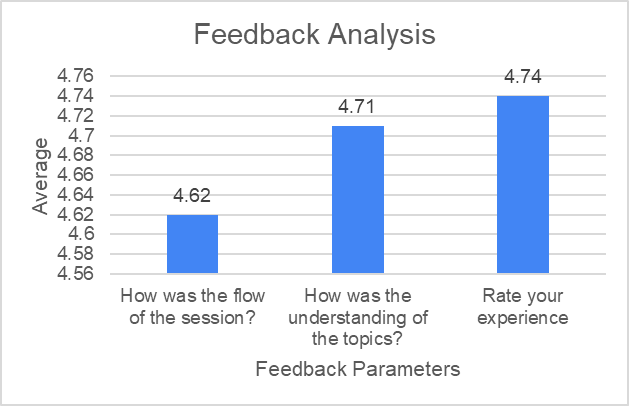 Feedback Analysis
4.76
4.74
4.72
4.7
4.68
4.66
4.64
4.62
4.6
4.58
4.56
Average
4.62
4.71
4.74
How was the flow
of the session?
How was the
understanding of
the topics?
Rate your
experience
Feedback Parameters